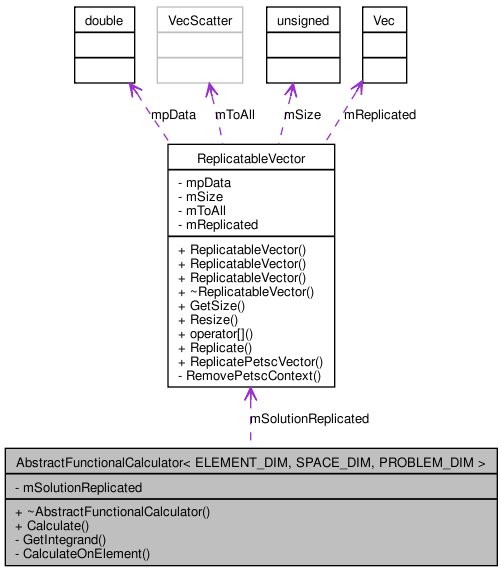 double
VecScatter
unsigned
Vec
mpData
mToAll
mSize
mReplicated
ReplicatableVector
- mpData
- mSize
- mToAll
- mReplicated
+ ReplicatableVector()
+ ReplicatableVector()
+ ReplicatableVector()
+ ~ReplicatableVector()
+ GetSize()
+ Resize()
+ operator[]()
+ Replicate()
+ ReplicatePetscVector()
- RemovePetscContext()
mSolutionReplicated
AbstractFunctionalCalculator< ELEMENT_DIM, SPACE_DIM, PROBLEM_DIM >
- mSolutionReplicated
+ ~AbstractFunctionalCalculator()
+ Calculate()
- GetIntegrand()
- CalculateOnElement()